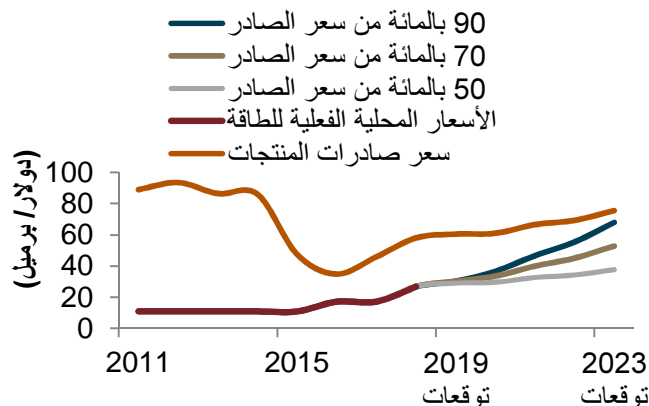 90 بالمائة من سعر الصادر
70 بالمائة من سعر الصادر
50 بالمائة من سعر الصادر
الأسعار المحلية الفعلية للطاقة
سعر صادرات المنتجات
(دولار/ برميل)
100
80
60
40
20
0
2011 2015 2019 2023
توقعات توقعات